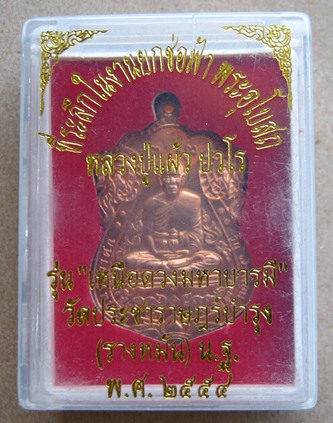 ที่ระลึกในงานยกช่อฟ้า พระอุโบสถ
หลวงปู่แผ้ว ปวโร
รุ่น "เหนือดวงมหาบารมี"
วัดประชาราษฎร์บำรุง
(รางหมัน) น.ฐ.
พ.ศ. ๒๕๕๔